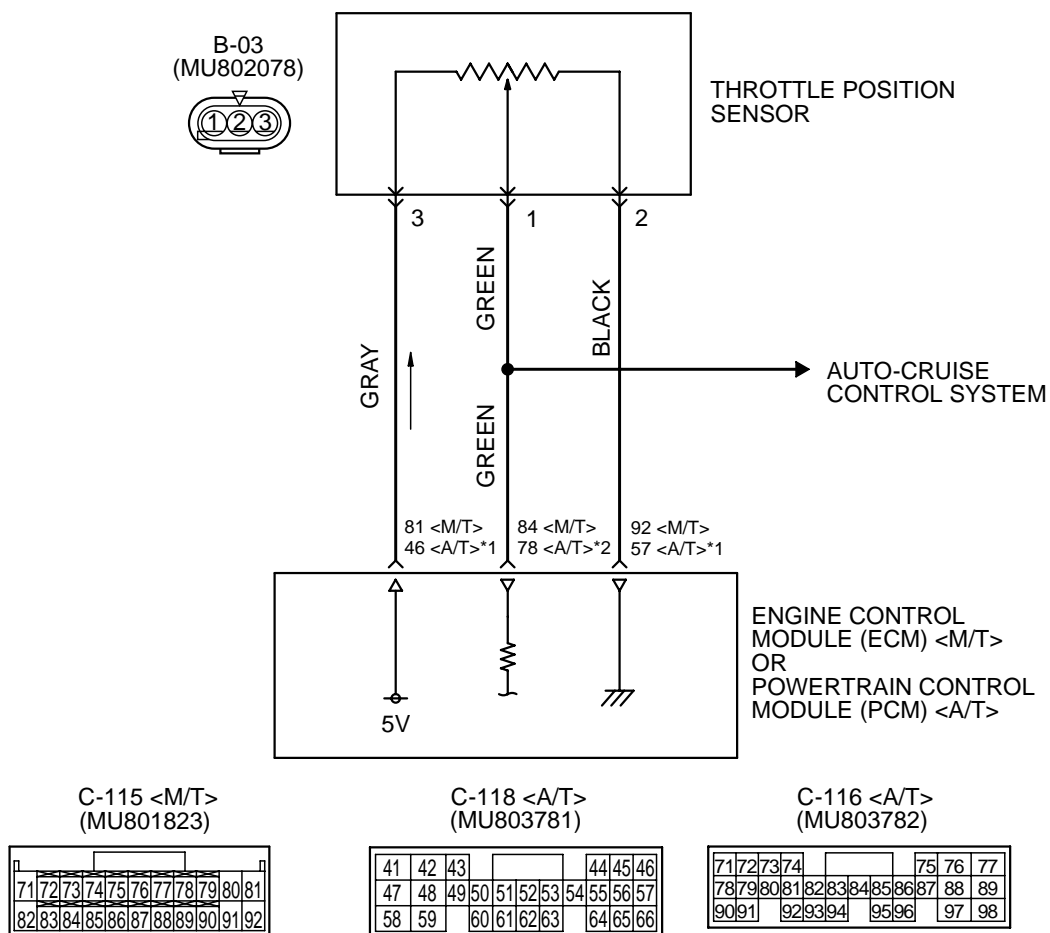 B-03
(MU802078)
1 2 3
THROTTLE POSITION
SENSOR
3
1
2
GRAY
GREEN
GREEN
BLACK
AUTO-CRUISE
CONTROL SYSTEM
81 <M/T>
46 <A/T>*1
84 <M/T>
78 <A/T>*2
92 <M/T>
57 <A/T>*1
5V
ENGINE CONTROL
MODULE (ECM) <M/T>
OR
POWERTRAIN CONTROL
MODULE (PCM) <A/T>
C-115 <M/T>
(MU801823)
71 72 73 74 75 76 77 78 79 80 81
82 83 84 85 86 87 88 89 90 91 92
C-118 <A/T>
(MU803781)
41 42 43 44 45 46
47 48 49 50 51 52 53 54 55 56 57
58 59 60 61 62 63 64 65 66
C-116 <A/T>
(MU803782)
71 72 73 74 75 76 77
78 79 80 81 82 83 84 85 86 87 88 89
90 91 92 93 94 95 96 97 98